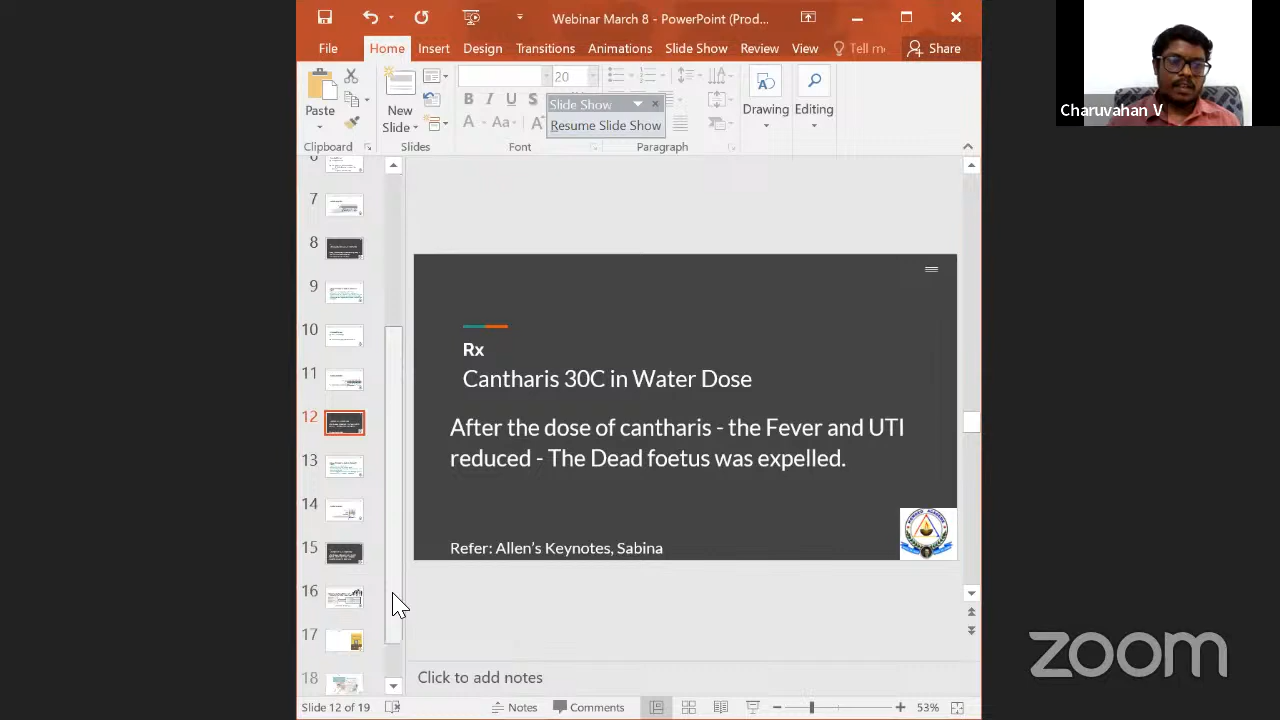 Webinar March 8 - PowerPoint (Prod...
File Home Insert Design Transitions Animations Slide Show Review View Tell me Share
Paste
New Slide
20
B I U S
A Aa A
Slide Show
Resume Slide Show
Drawing
Editing
Clipboard Slides Font Paragraph
Charuvahan V
6
7
8
9
10
11
12
13
14
15
16
17
18
Rx
Cantharis 30C in Water Dose
After the dose of cantharis - the Fever and UTI
reduced - The Dead foetus was expelled.
Refer: Allen's Keynotes, Sabina
Click to add notes
Slide 12 of 19 Notes Comments 53%
zoom